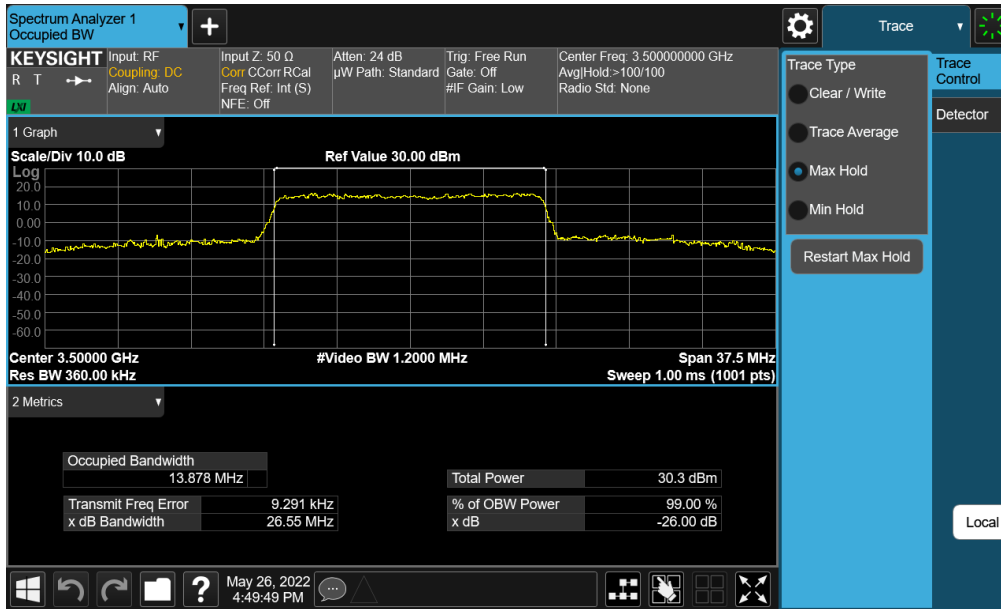 Spectrum Analyzer 1
Occupied BW
+
Trace
KEYSIGHT
R T
LXI
Input: RF
Coupling: DC
Align: Auto
Input Z: 50 Ω
Corr CCorr RCal
Freq Ref: Int (S)
NFE: Off
Atten: 24 dB
µW Path: Standard
Trig: Free Run
Gate: Off
#IF Gain: Low
Center Freq: 3.500000000 GHz
Avg|Hold:>100/100
Radio Std: None
Trace Type
Clear / Write
Trace Average
Max Hold
Min Hold
Restart Max Hold
Trace
Control
Detector
Local
1 Graph
Scale/Div 10.0 dB
Ref Value 30.00 dBm
Log
20.0
10.0
0.00
-10.0
-20.0
-30.0
-40.0
-50.0
-60.0
Center 3.50000 GHz
#Video BW 1.2000 MHz
Span 37.5 MHz
Res BW 360.00 kHz
Sweep 1.00 ms (1001 pts)
2 Metrics
Occupied Bandwidth
13.878 MHz
Total Power 30.3 dBm
Transmit Freq Error 9.291 kHz
% of OBW Power 99.00 %
x dB Bandwidth 26.55 MHz
x dB -26.00 dB
?
May 26, 2022
4:49:49 PM